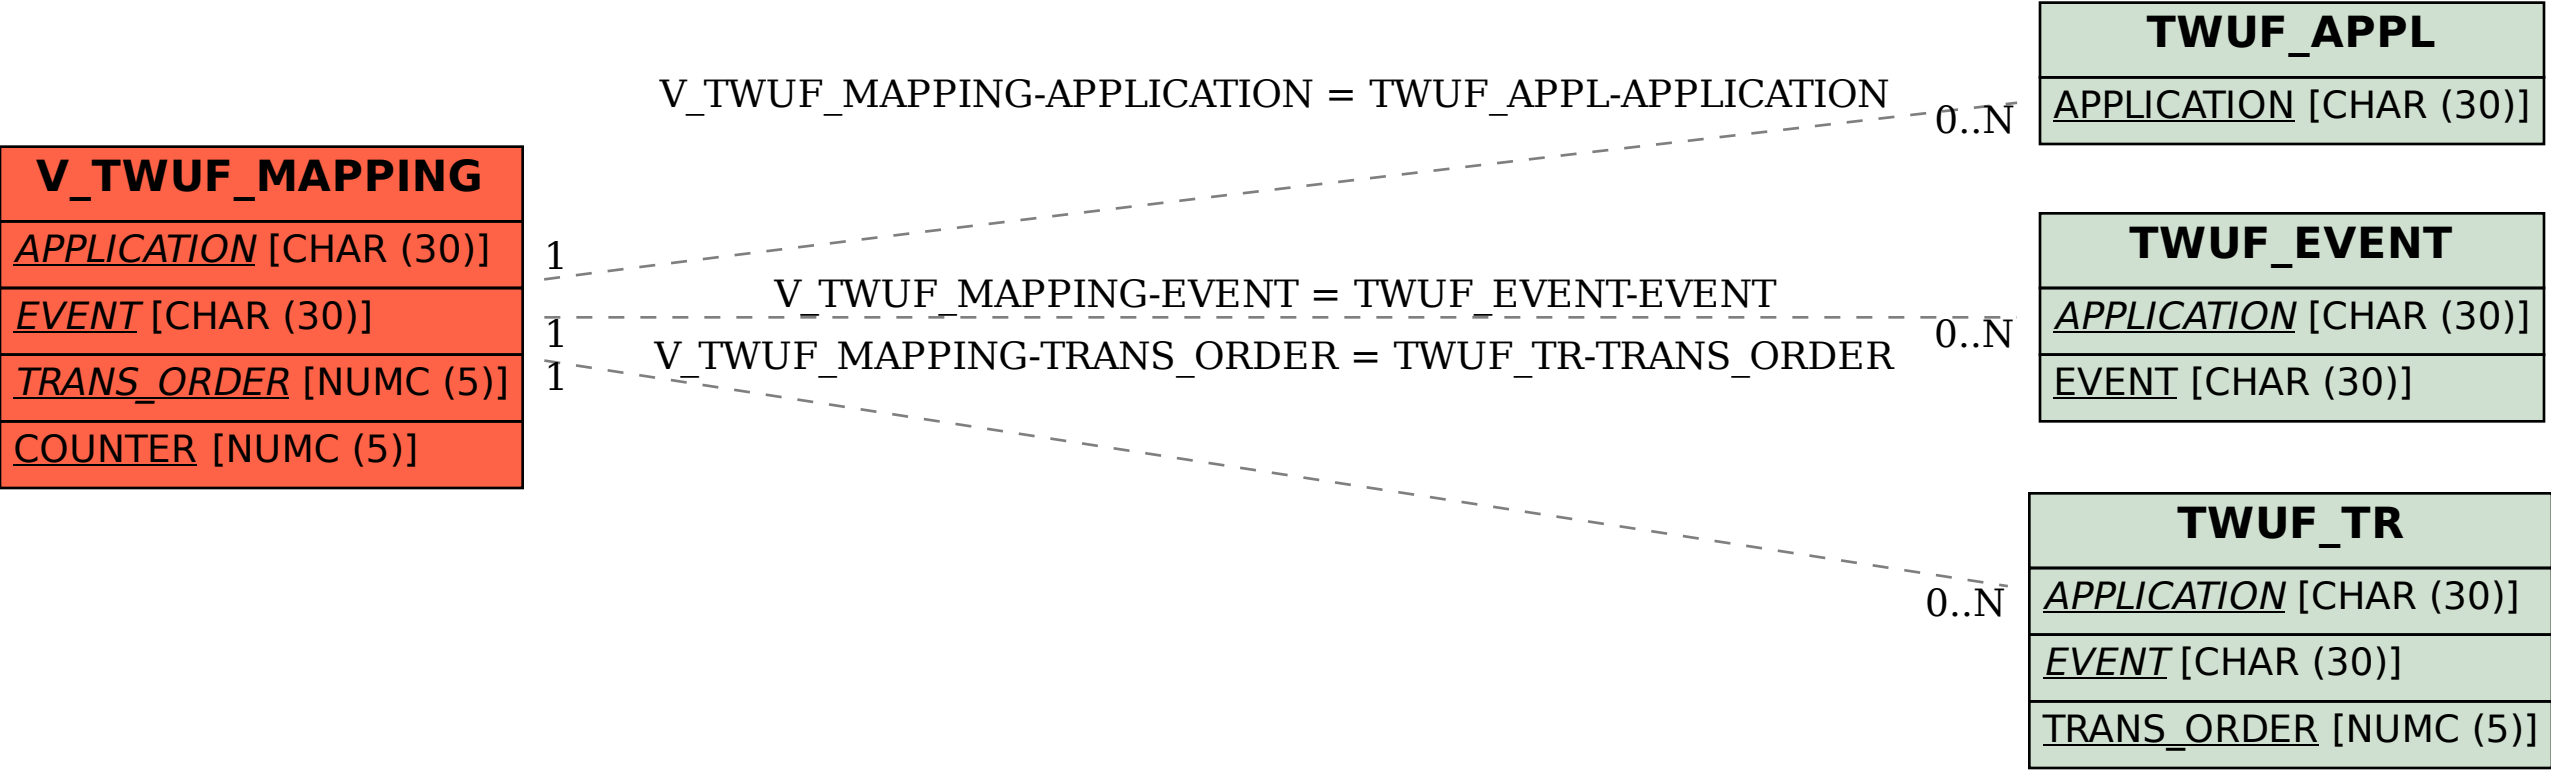 V_TWUF_MAPPING
APPLICATION [CHAR (30)]
EVENT [CHAR (30)]
TRANS_ORDER [NUMC (5)]
COUNTER [NUMC (5)]
V_TWUF_MAPPING-APPLICATION = TWUF_APPL-APPLICATION
1
0..N
V_TWUF_MAPPING-EVENT = TWUF_EVENT-EVENT
1
0..N
V_TWUF_MAPPING-TRANS_ORDER = TWUF_TR-TRANS_ORDER
1
0..N
TWUF_APPL
APPLICATION [CHAR (30)]
TWUF_EVENT
APPLICATION [CHAR (30)]
EVENT [CHAR (30)]
TWUF_TR
APPLICATION [CHAR (30)]
EVENT [CHAR (30)]
TRANS_ORDER [NUMC (5)]